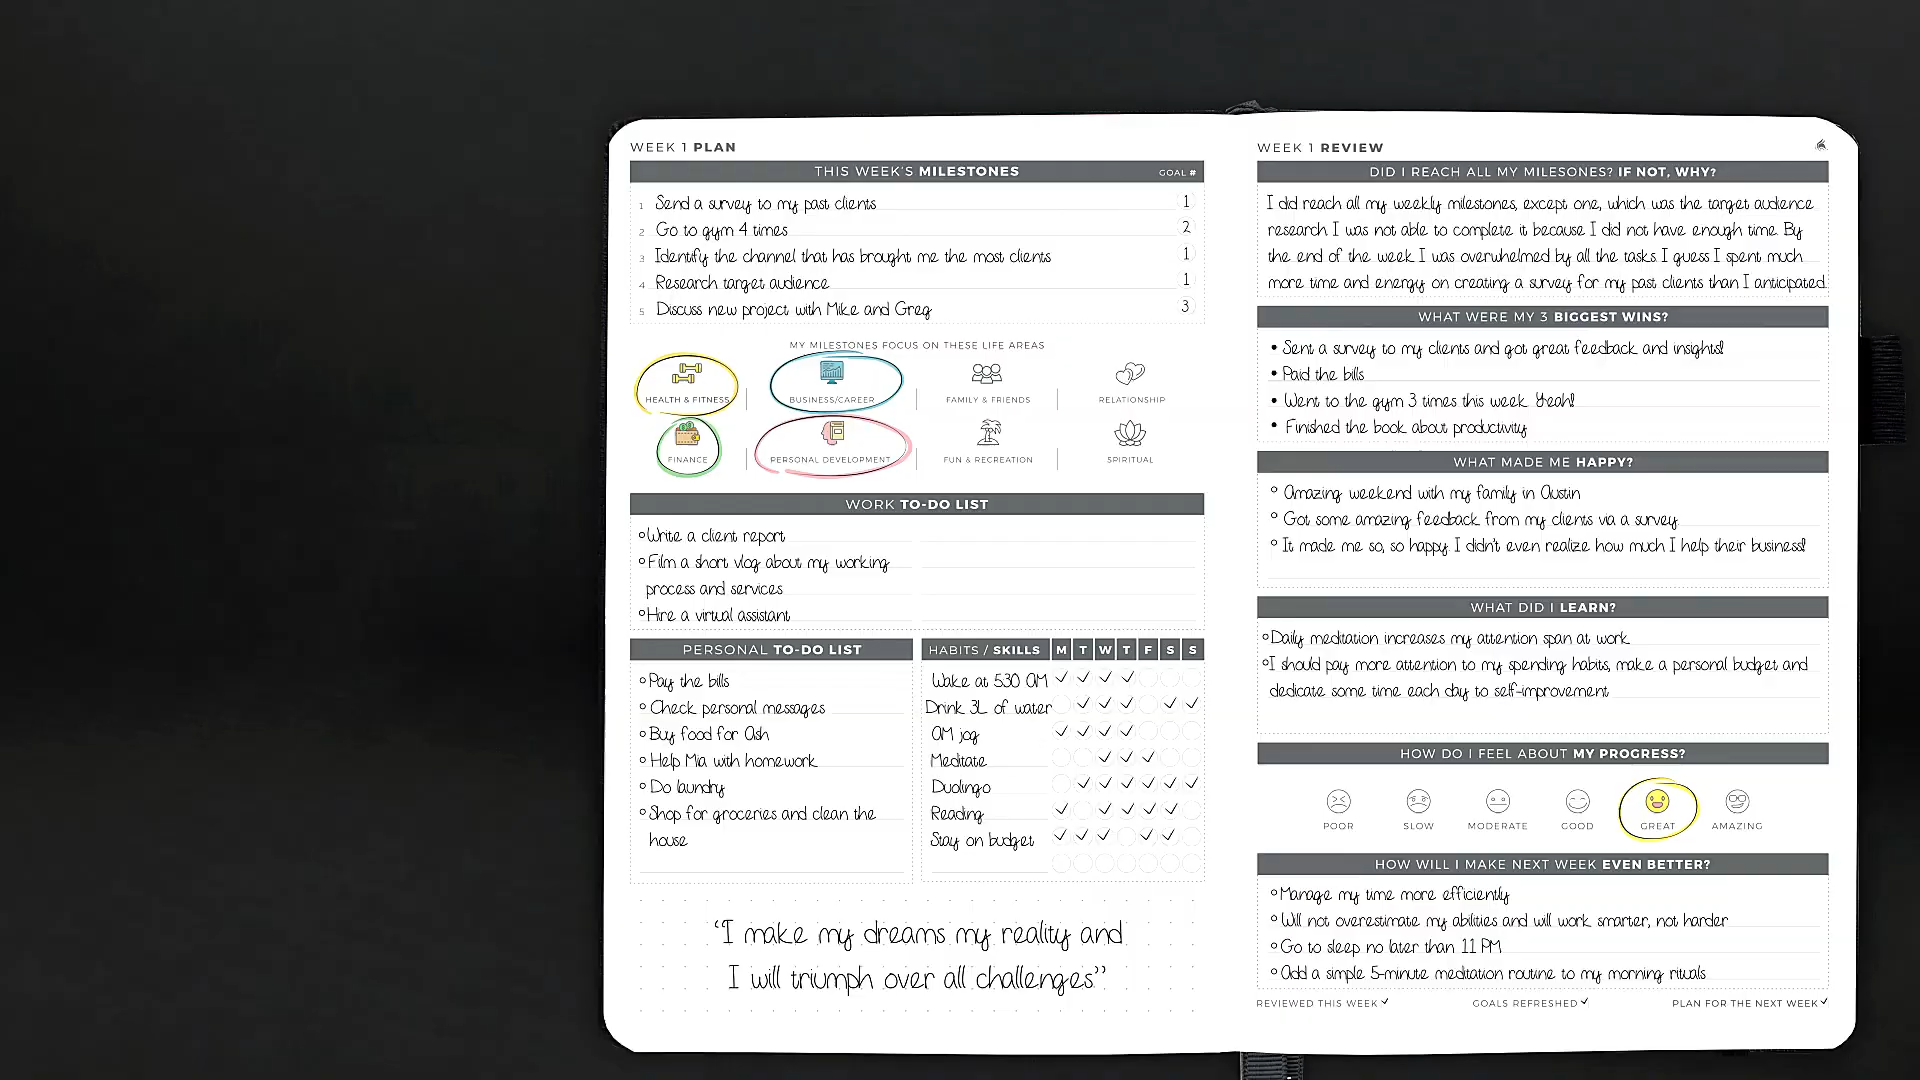 WEEK 1 PLAN
THIS WEEK'S MILESTONES GOAL #
1 Send a survey to my past clients 1
2 Go to gym 4 times 2
3 Identify the channel that has brought me the most clients 1
4 Research target audience 1
5 Discuss new project with Mike and Greg 3
MY MILESTONES FOCUS ON THESE LIFE AREAS
HEALTH & FITNESS BUSINESS/CAREER FAMILY & FRIENDS RELATIONSHIP
FINANCE PERSONAL DEVELOPMENT FUN & RECREATION SPIRITUAL
WORK TO-DO LIST
Write a client report
Film a short vlog about my working
process and services
Hire a virtual assistant
PERSONAL TO-DO LIST
Pay the bills
Check personal messages
Buy food for Ash
Help Mia with homework
Do laundry
Shop for groceries and clean the
house
HABITS / SKILLS M T W T F S S
Wake at 5:30 AM ✓ ✓ ✓ ✓
Drink 3L of water ✓ ✓ ✓ ✓ ✓
AM jog ✓ ✓ ✓ ✓
Meditate ✓ ✓ ✓
Duolingo ✓ ✓ ✓ ✓ ✓ ✓
Reading ✓ ✓ ✓ ✓ ✓
Stay on budget ✓ ✓ ✓ ✓ ✓
“I make my dreams my reality and
I will triumph over all challenges”
WEEK 1 REVIEW
DID I REACH ALL MY MILESONES? IF NOT, WHY?
I did reach all my weekly milestones, except one, which was the target audience
research. I was not able to complete it because I did not have enough time. By
the end of the week I was overwhelmed by all the tasks. I guess I spent much
more time and energy on creating a survey for my past clients than I anticipated.
WHAT WERE MY 3 BIGGEST WINS?
• Sent a survey to my clients and got great feedback and insights!
• Paid the bills
• Went to the gym 3 times this week. Yeah!
• Finished the book about productivity
WHAT MADE ME HAPPY?
Amazing weekend with my family in Austin
Got some amazing feedback from my clients via a survey.
It made me so, so happy. I didn't even realize how much I help their business!
WHAT DID I LEARN?
Daily meditation increases my attention span at work
I should pay more attention to my spending habits, make a personal budget and
dedicate some time each day to self-improvement
HOW DO I FEEL ABOUT MY PROGRESS?
POOR SLOW MODERATE GOOD GREAT AMAZING
HOW WILL I MAKE NEXT WEEK EVEN BETTER?
Manage my time more efficiently
Will not overestimate my abilities and will work smarter, not harder
Go to sleep no later than 11 PM
Add a simple 5-minute meditation routine to my morning rituals
REVIEWED THIS WEEK ✓ GOALS REFRESHED ✓ PLAN FOR THE NEXT WEEK ✓